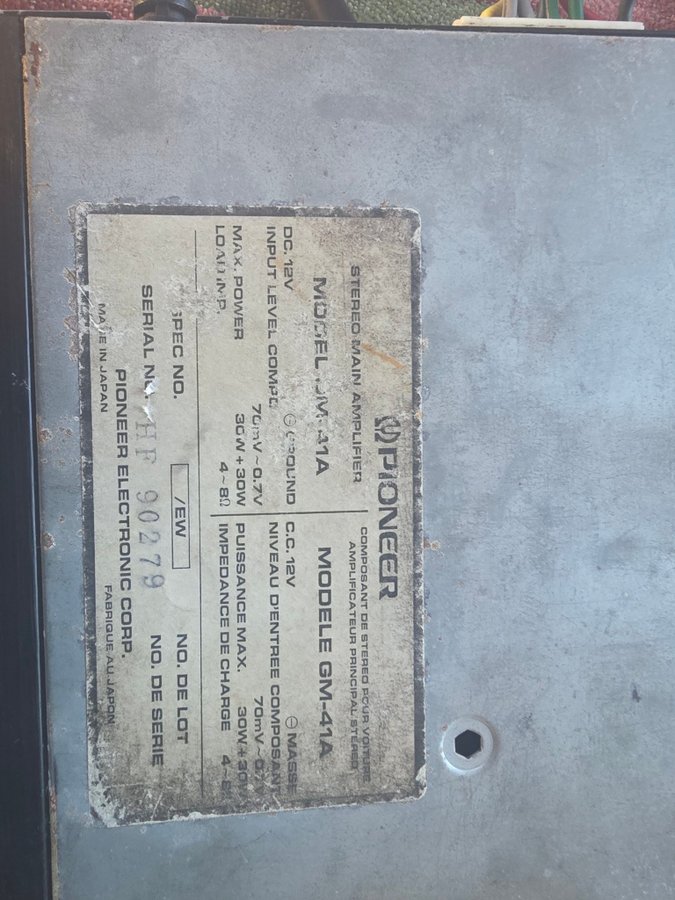 PIONEER
STEREO MAIN AMPLIFIER
COMPOSANT DE STEREO POUR VOITURE
AMPLIFICATEUR PRINCIPAL STEREO
MODEL GM-41A MODELE GM-41A
DC. 12V ⊖ GROUND C.C. 12V ⊖ MASSE
INPUT LEVEL COMPO. 70mV~0.7V NIVEAU D'ENTREE COMPOSANT 70mV~0.7V
MAX. POWER 30W+30W PUISSANCE MAX. 30W+30W
LOAD IMP. 4~8Ω IMPEDANCE DE CHARGE 4~8
SPEC NO. /EW NO. DE LOT
SERIAL NO. HF 90279 NO. DE SERIE
PIONEER ELECTRONIC CORP.
MADE IN JAPAN FABRIQUE AU JAPON